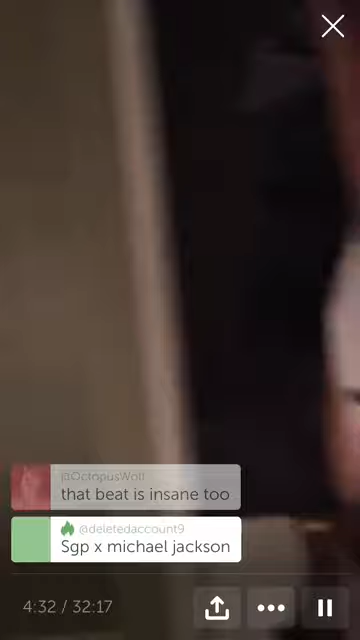 @OctopusWolf
that beat is insane too
@deletedaccount9
Sgp x michael jackson
4:32 / 32:17